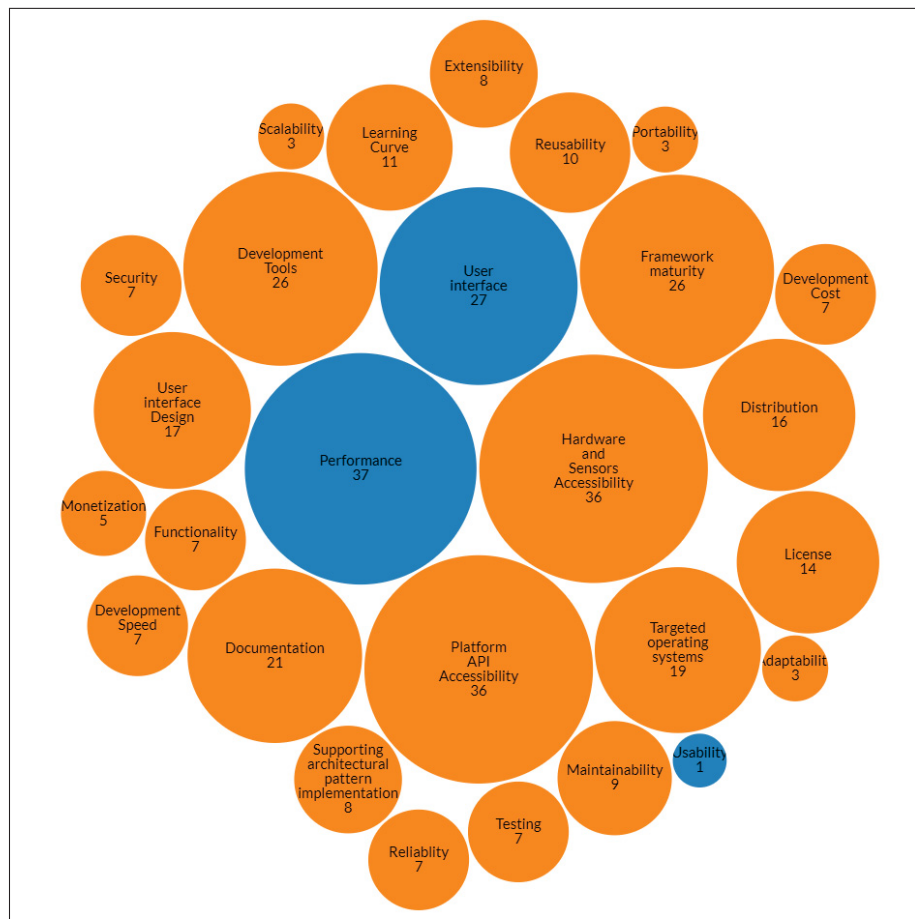 Extensibility
8
Scalability
3
Learning
Curve
11
Reusability
10
Portability
3
Development
Tools
26
User
interface
27
Framework
maturity
26
Security
7
Development
Cost
7
User
interface
Design
17
Distribution
16
Performance
37
Hardware
and
Sensors
Accessibility
36
Monetization
5
Functionality
7
License
14
Development
Speed
7
Documentation
21
Platform
API
Accessibility
36
Targeted
operating
systems
19
Adaptability
3
Supporting
architectural
pattern
implementation
8
Maintainability
9
Usability
1
Testing
7
Reliablity
7